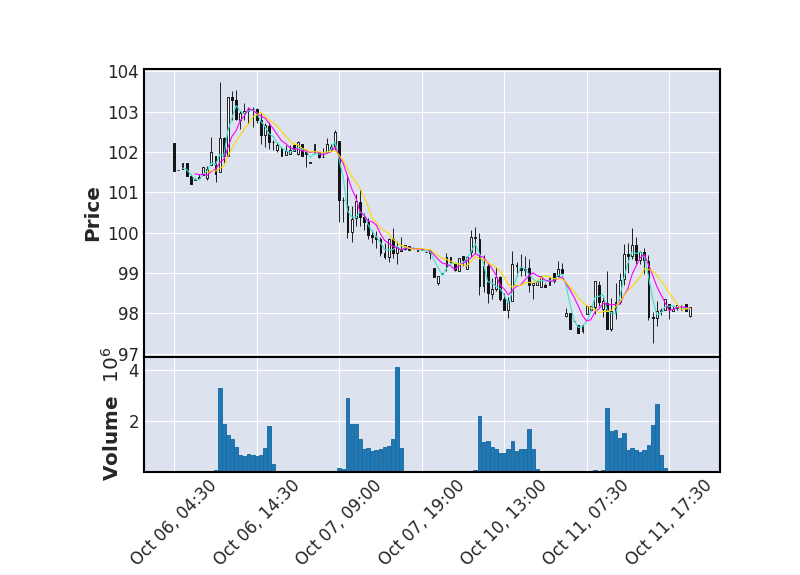 104
103
102
101
100
99
98
97
Price
4
2
Volume 10^6
Oct 06, 04:30
Oct 06, 14:30
Oct 07, 09:00
Oct 07, 19:00
Oct 10, 13:00
Oct 11, 07:30
Oct 11, 17:30